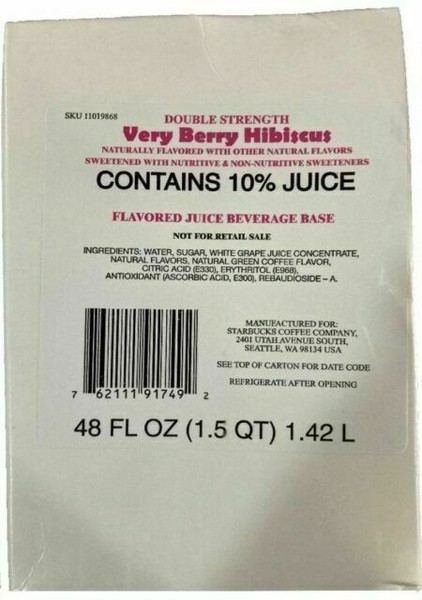 SKU 11019868
DOUBLE STRENGTH
Very Berry Hibiscus
NATURALLY FLAVORED WITH OTHER NATURAL FLAVORS
SWEETENED WITH NUTRITIVE & NON-NUTRITIVE SWEETENERS
CONTAINS 10% JUICE
FLAVORED JUICE BEVERAGE BASE
NOT FOR RETAIL SALE
INGREDIENTS: WATER, SUGAR, WHITE GRAPE JUICE CONCENTRATE,
NATURAL FLAVORS, NATURAL GREEN COFFEE FLAVOR,
CITRIC ACID (E330), ERYTHRITOL (E968),
ANTIOXIDANT (ASCORBIC ACID, E300), REBAUDIOSIDE – A.
MANUFACTURED FOR:
STARBUCKS COFFEE COMPANY,
2401 UTAH AVENUE SOUTH,
SEATTLE, WA 98134 USA
SEE TOP OF CARTON FOR DATE CODE
REFRIGERATE AFTER OPENING
7 62111 91749 2
48 FL OZ (1.5 QT) 1.42 L